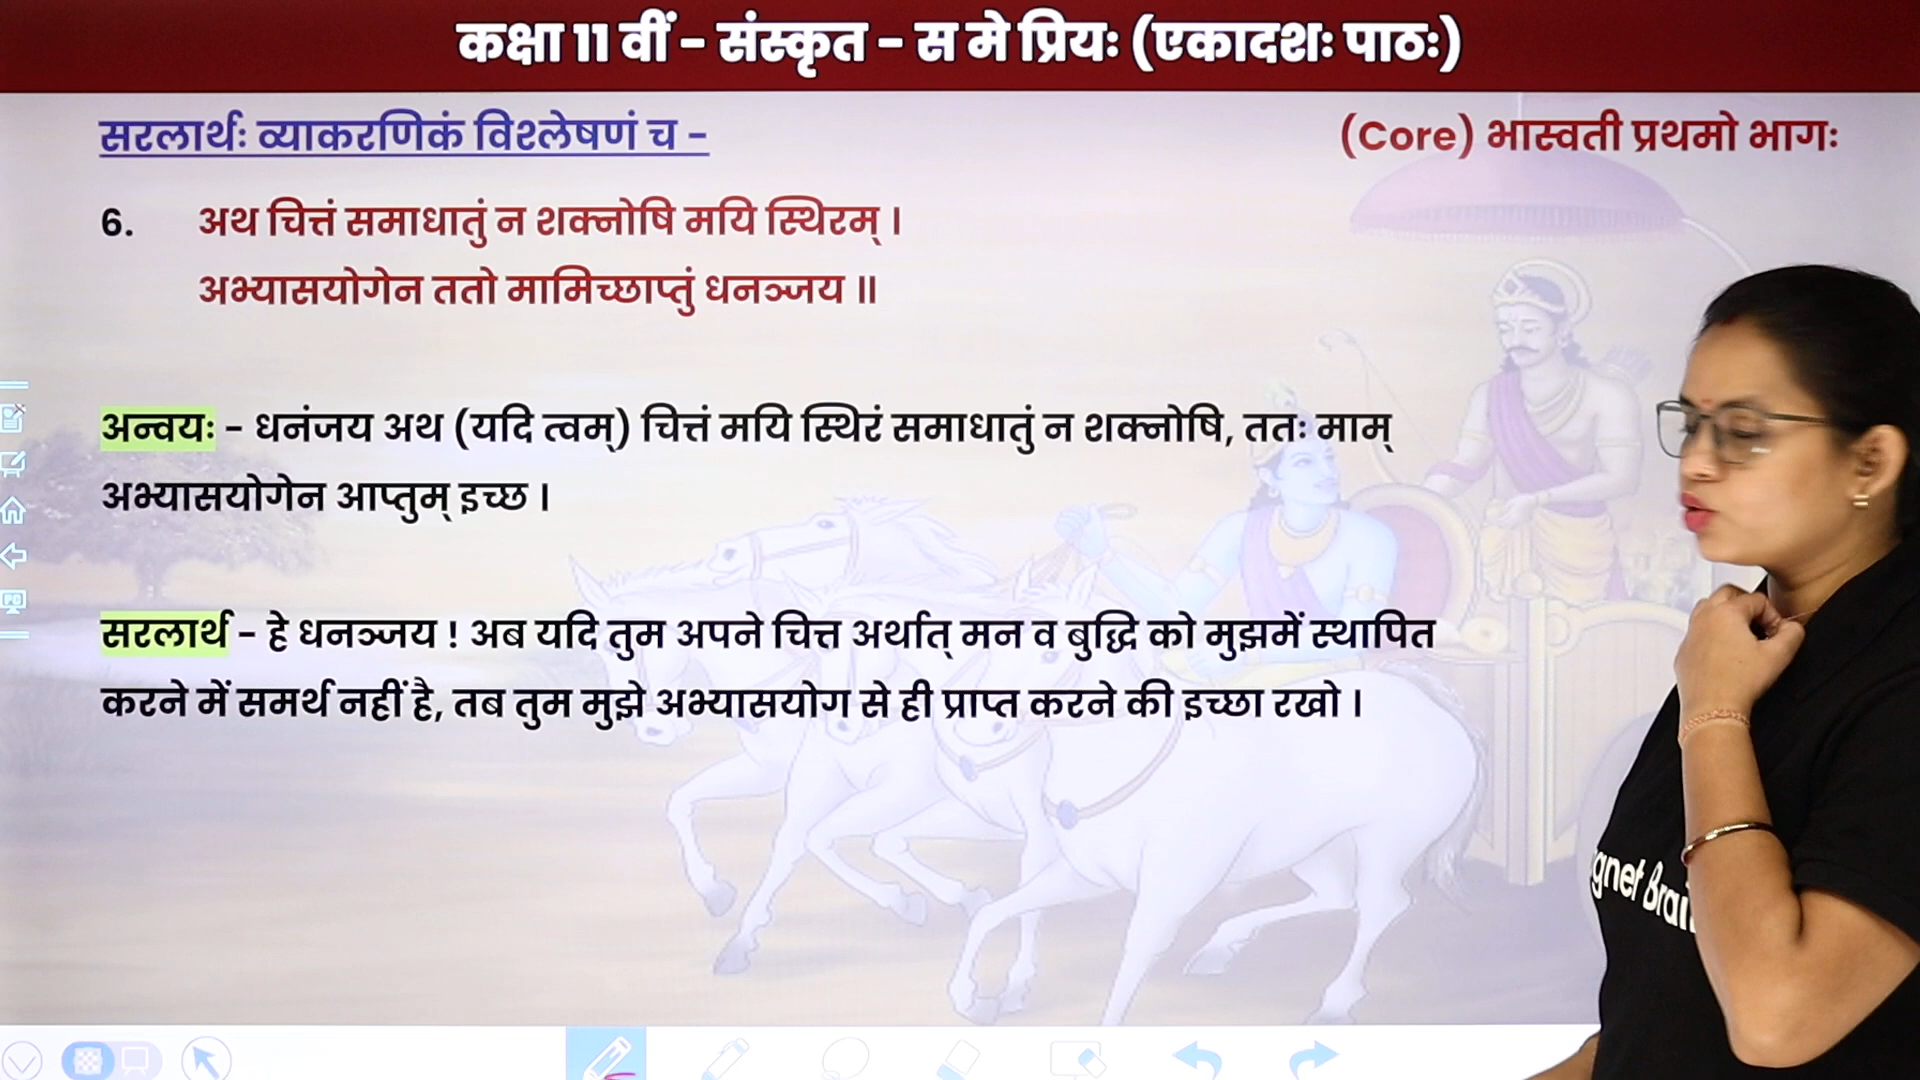 कक्षा 11 वीं - संस्कृत - स मे प्रियः (एकादशः पाठः)
सरलार्थः व्याकरणिकं विश्लेषणं च -
(Core) भास्वती प्रथमो भागः
6. अथ चित्तं समाधातुं न शक्नोषि मयि स्थिरम् ।
अभ्यासयोगेन ततो मामिच्छाप्तुं धनञ्जय ॥
अन्वयः - धनंजय अथ (यदि त्वम्) चित्तं मयि स्थिरं समाधातुं न शक्नोषि, ततः माम्
अभ्यासयोगेन आप्तुम् इच्छ ।
सरलार्थ - हे धनञ्जय ! अब यदि तुम अपने चित्त अर्थात् मन व बुद्धि को मुझमें स्थापित
करने में समर्थ नहीं है, तब तुम मुझे अभ्यासयोग से ही प्राप्त करने की इच्छा रखो ।
gnet Brai